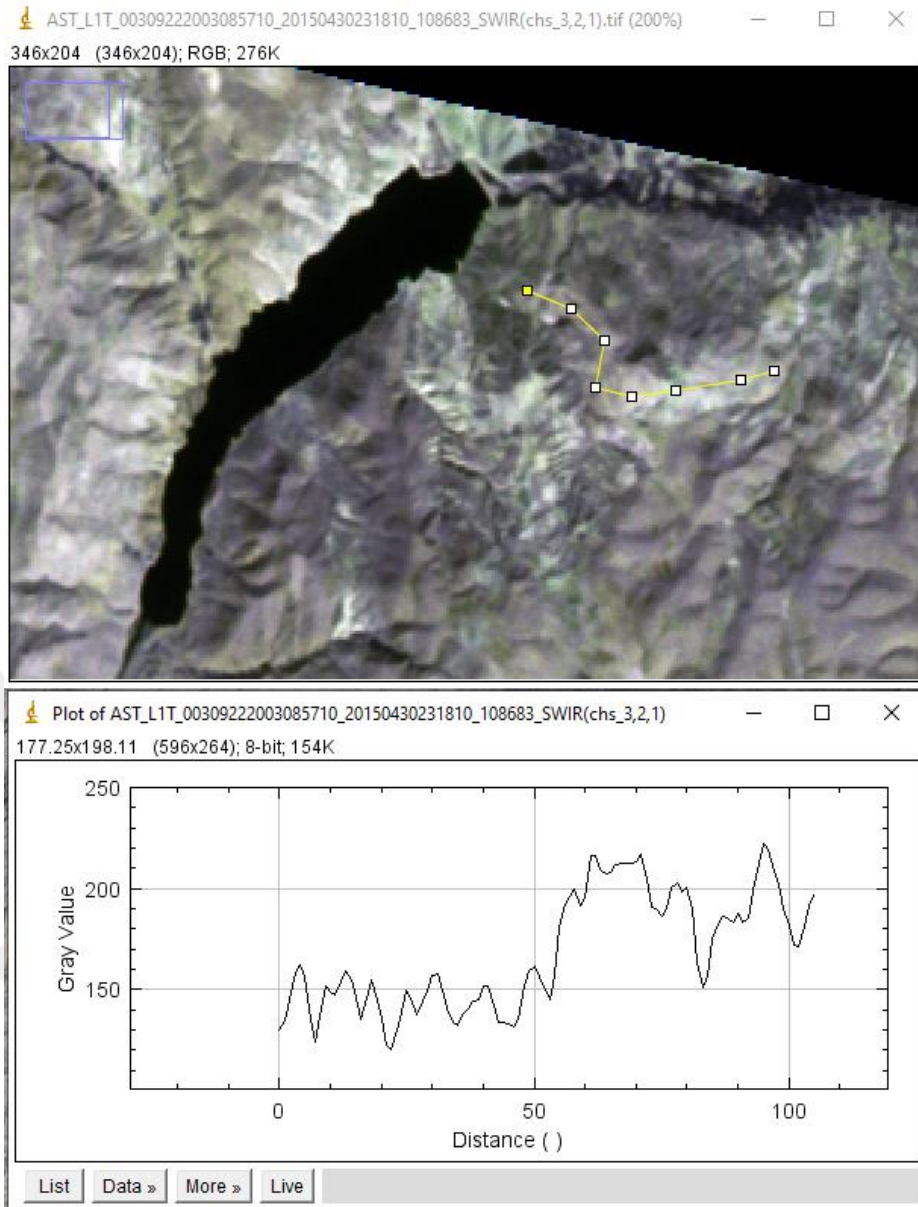 AST_L1T_00309222003085710_20150430231810_108683_SWIR(chs_3,2,1).tif (200%)
346x204 (346x204); RGB; 276K
Plot of AST_L1T_00309222003085710_20150430231810_108683_SWIR(chs_3,2,1)
177.25x198.11 (596x264); 8-bit; 154K
250
200
150
Gray Value
0 50 100
Distance ( )
List Data » More » Live